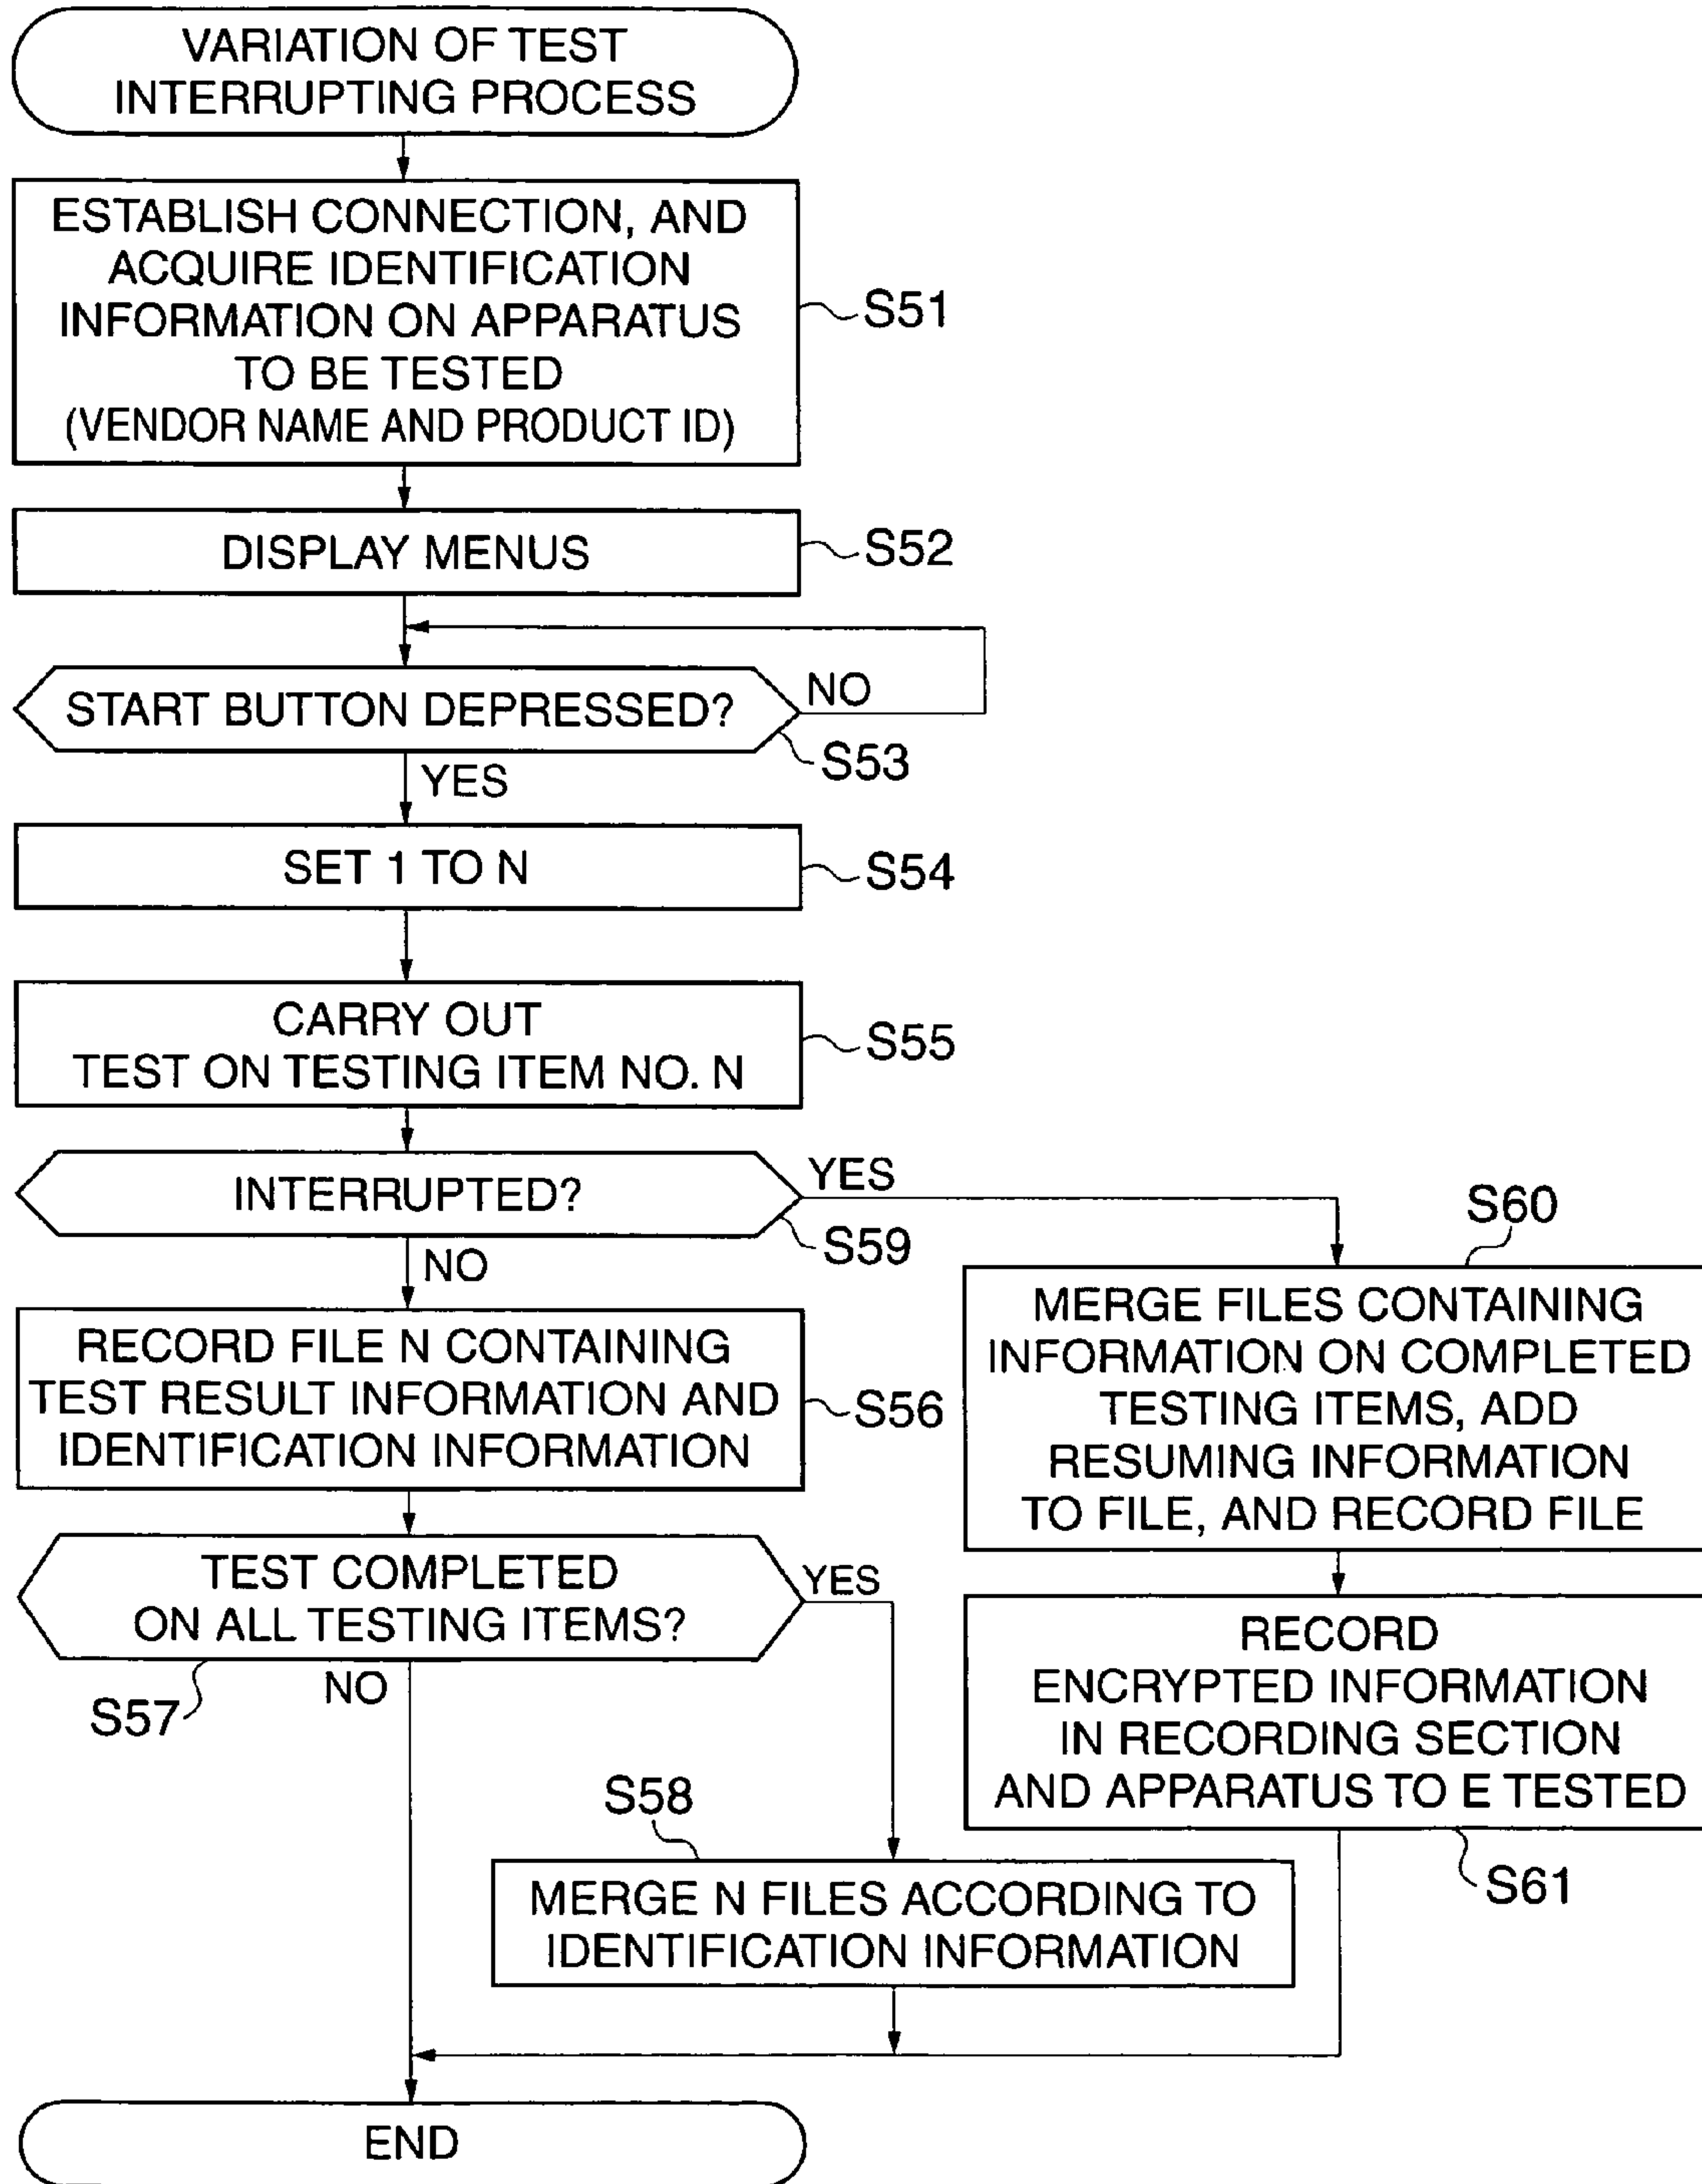 VARIATION OF TEST
INTERRUPTING PROCESS
ESTABLISH CONNECTION, AND
ACQUIRE IDENTIFICATION
INFORMATION ON APPARATUS
TO BE TESTED
(VENDOR NAME AND PRODUCT ID)
S51
DISPLAY MENUS
S52
START BUTTON DEPRESSED?
NO
S53
YES
SET 1 TO N
S54
CARRY OUT
TEST ON TESTING ITEM NO. N
S55
INTERRUPTED?
YES
S59
NO
S60
MERGE FILES CONTAINING
INFORMATION ON COMPLETED
TESTING ITEMS, ADD
RESUMING INFORMATION
TO FILE, AND RECORD FILE
RECORD FILE N CONTAINING
TEST RESULT INFORMATION AND
IDENTIFICATION INFORMATION
S56
TEST COMPLETED
ON ALL TESTING ITEMS?
YES
S57
NO
RECORD
ENCRYPTED INFORMATION
IN RECORDING SECTION
AND APPARATUS TO E TESTED
S61
S58
MERGE N FILES ACCORDING TO
IDENTIFICATION INFORMATION
END